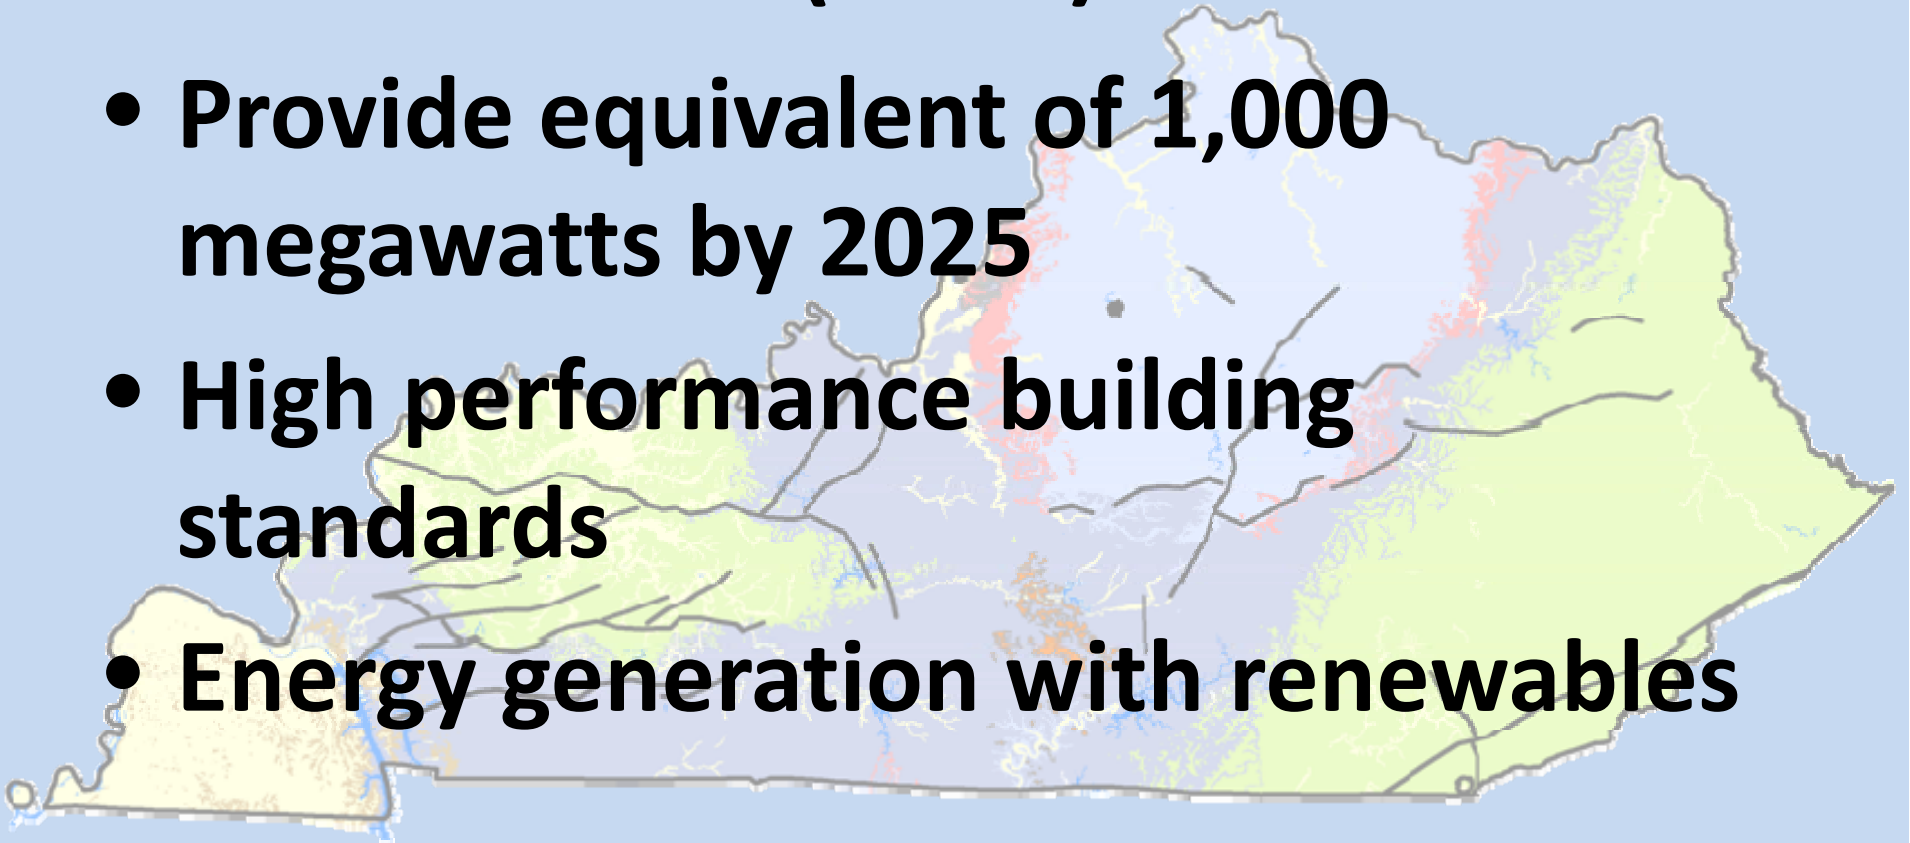 • Provide equivalent of 1,000
megawatts by 2025
• High performance building
standards
• Energy generation with renewables